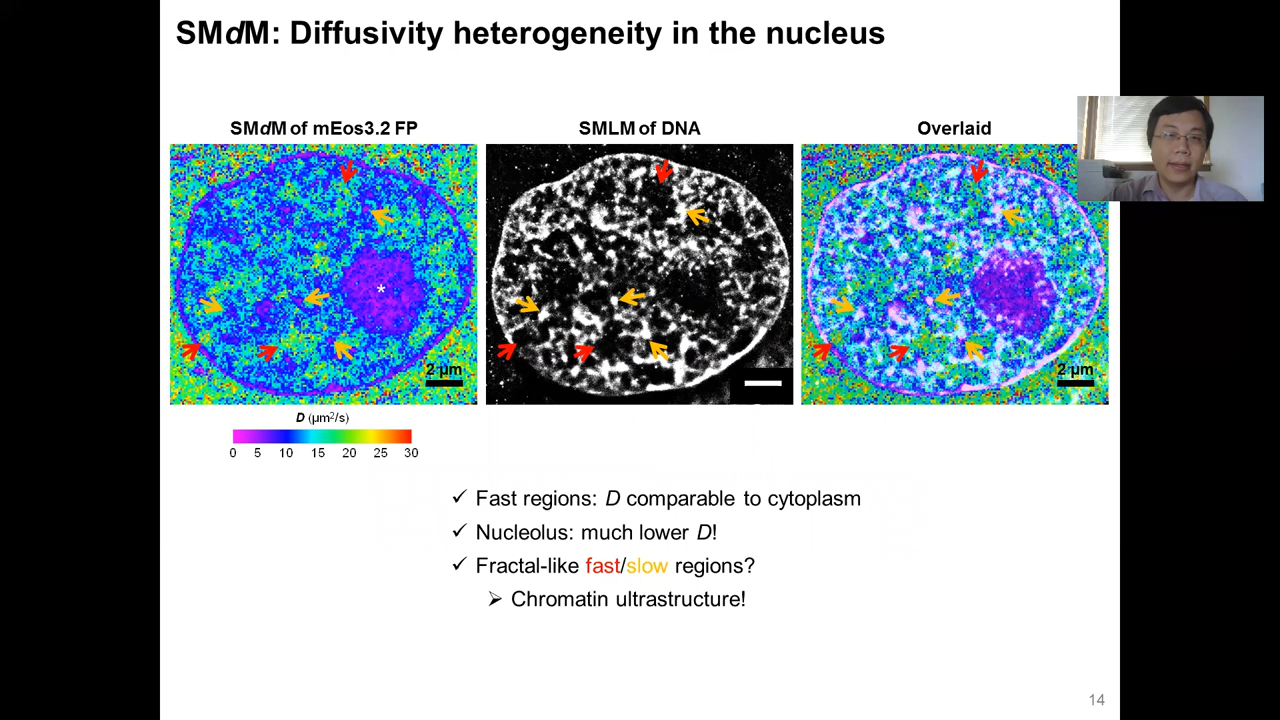 SMdM: Diffusivity heterogeneity in the nucleus
SMdM of mEos3.2 FP
SMLM of DNA
Overlaid
*
2 µm
2 µm
D (µm²/s)
0 5 10 15 20 25 30
✓ Fast regions: D comparable to cytoplasm
✓ Nucleolus: much lower D!
✓ Fractal-like fast/slow regions?
➢ Chromatin ultrastructure!
14